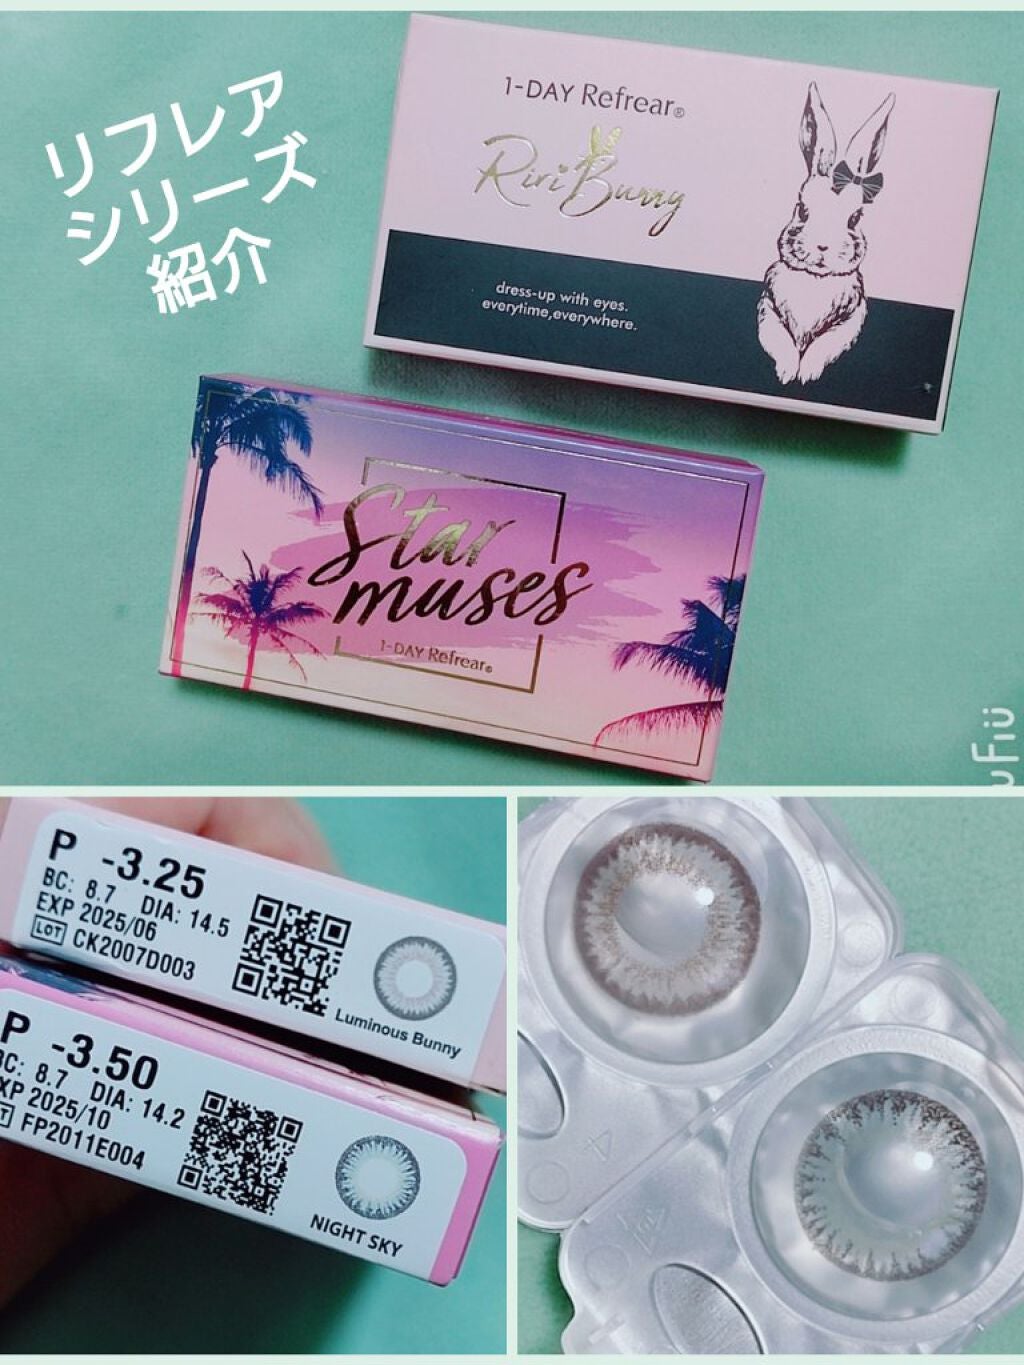 リフレア
シリーズ
紹介
1-DAY Refrear®
Riri Bunny
dress-up with eyes.
everytime,everywhere.
Star
muses
1-DAY Refrear®
P -3.25
BC: 8.7 DIA: 14.5
EXP 2025/06
LOT CK2007D003
Luminous Bunny
P -3.50
BC: 8.7 DIA: 14.2
EXP 2025/10
FP2011E004
NIGHT SKY